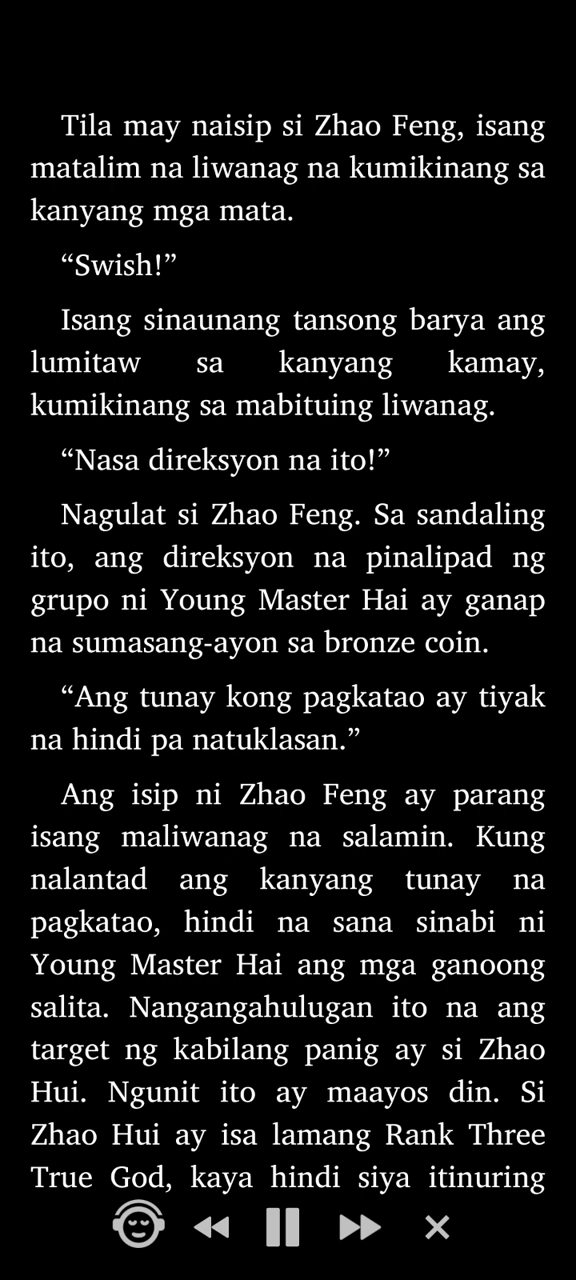 Tila may naisip si Zhao Feng, isang
matalim na liwanag na kumikinang sa
kanyang mga mata.
“Swish!”
Isang sinaunang tansong barya ang
lumitaw sa kanyang kamay,
kumikinang sa mabituing liwanag.
“Nasa direksyon na ito!”
Nagulat si Zhao Feng. Sa sandaling
ito, ang direksyon na pinalipad ng
grupo ni Young Master Hai ay ganap
na sumasang-ayon sa bronze coin.
“Ang tunay kong pagkatao ay tiyak
na hindi pa natuklasan.”
Ang isip ni Zhao Feng ay parang
isang maliwanag na salamin. Kung
nalantad ang kanyang tunay na
pagkatao, hindi na sana sinabi ni
Young Master Hai ang mga ganoong
salita. Nangangahulugan ito na ang
target ng kabilang panig ay si Zhao
Hui. Ngunit ito ay maayos din. Si
Zhao Hui ay isa lamang Rank Three
True God, kaya hindi siya itinuring